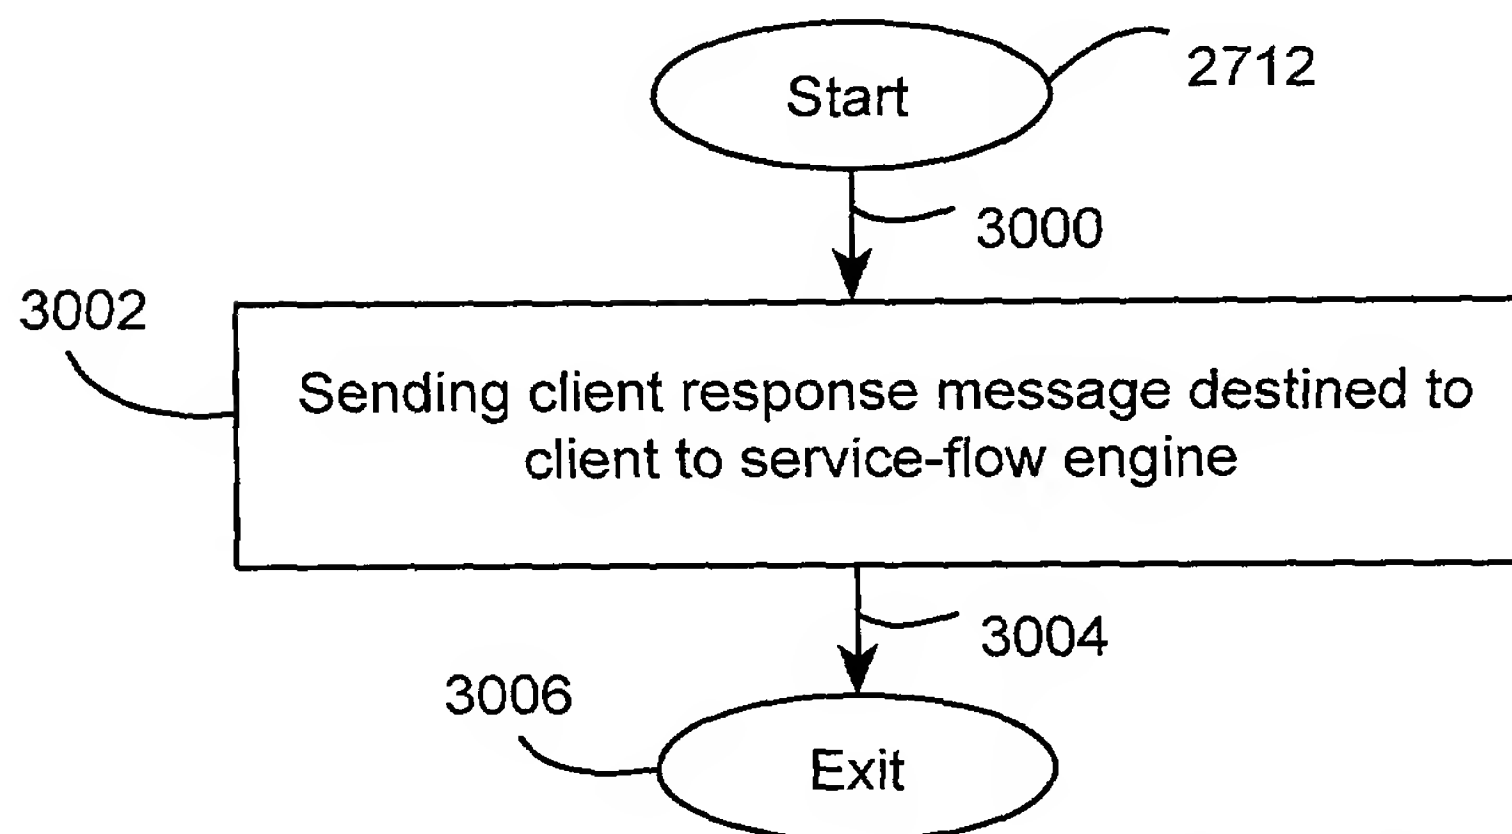 Start
2712
3000
3002
Sending client response message destined to
client to service-flow engine
3004
3006
Exit